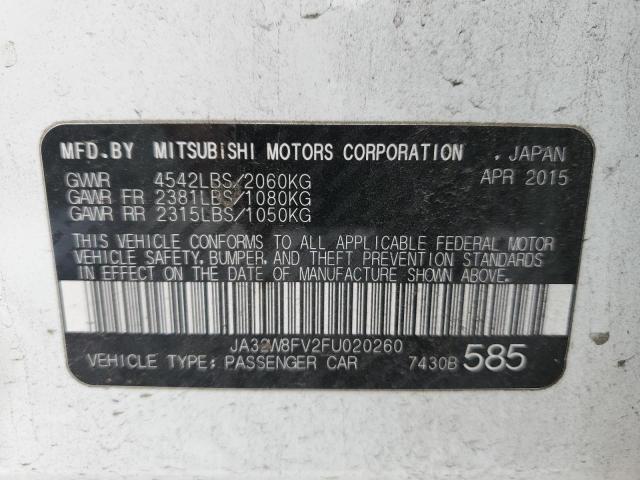 MFD.BY MITSUBISHI MOTORS CORPORATION , JAPAN
GVWR 4542LBS/2060KG APR 2015
GAWR FR 2381LBS/1080KG
GAWR RR 2315LBS/1050KG
THIS VEHICLE CONFORMS TO ALL APPLICABLE FEDERAL MOTOR
VEHICLE SAFETY, BUMPER, AND THEFT PREVENTION STANDARDS
IN EFFECT ON THE DATE OF MANUFACTURE SHOWN ABOVE.
JA32W8FV2FU020260
VEHICLE TYPE: PASSENGER CAR 7430B 585